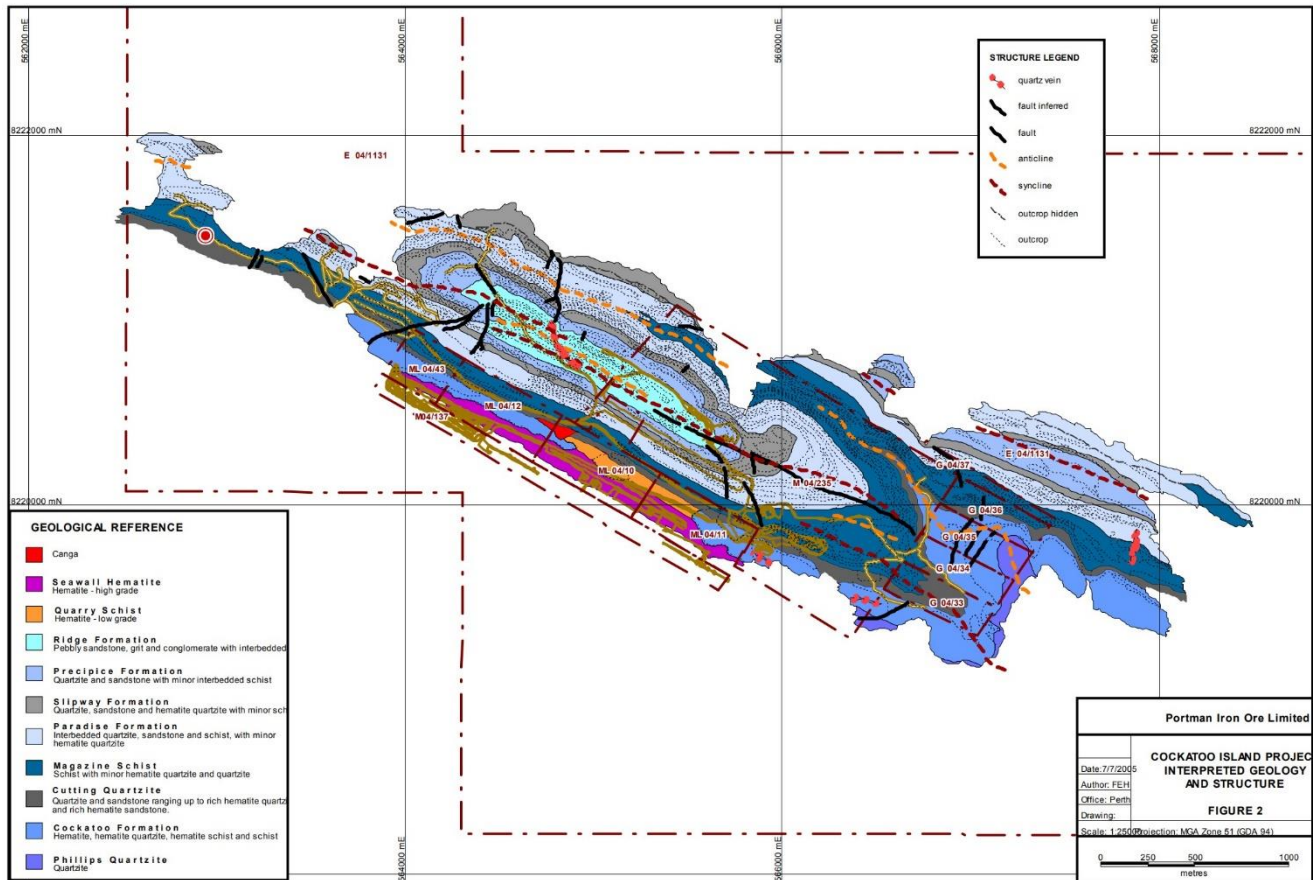 562000 mE
564000 mE
566000 mE
568000 mE
STRUCTURE LEGEND
quartz vein
fault inferred
fault
anticline
syncline
outcrop hidden
outcrop
8222000 mN
8222000 mN
E 04/1131
ML 04/43
M04/137
ML 04/12
ML 04/10
ML 04/11
M 04/235
G 04/37
E 04/1131
G 04/36
G 04/35
G 04/34
G 04/33
8220000 mN
8220000 mN
GEOLOGICAL REFERENCE
Canga
Seawall Hematite
Hematite - high grade
Quarry Schist
Hematite - low grade
Ridge Formation
Pebbly sandstone, grit and conglomerate with interbedded
Precipice Formation
Quartzite and sandstone with minor interbedded schist
Slipway Formation
Quartzite, sandstone and hematite quartzite with minor sch
Paradise Formation
Interbedded quartzite, sandstone and schist, with minor
hematite quartzite
Magazine Schist
Schist with minor hematite quartzite and quartzite
Cutting Quartzite
Quartzite and sandstone ranging up to rich hematite quartzi
and rich hematite sandstone.
Cockatoo Formation
Hematite, hematite quartzite, hematite schist and schist
Phillips Quartzite
Quartzite
564000 mE
566000 mE
Portman Iron Ore Limited
Date:7/7/2005
Author: FEH
Office: Perth
Drawing:
Scale: 1:25000
COCKATOO ISLAND PROJEC
INTERPRETED GEOLOGY
AND STRUCTURE
FIGURE 2
Projection: MGA Zone 51 (GDA 94)
0 250 500 1000
metres